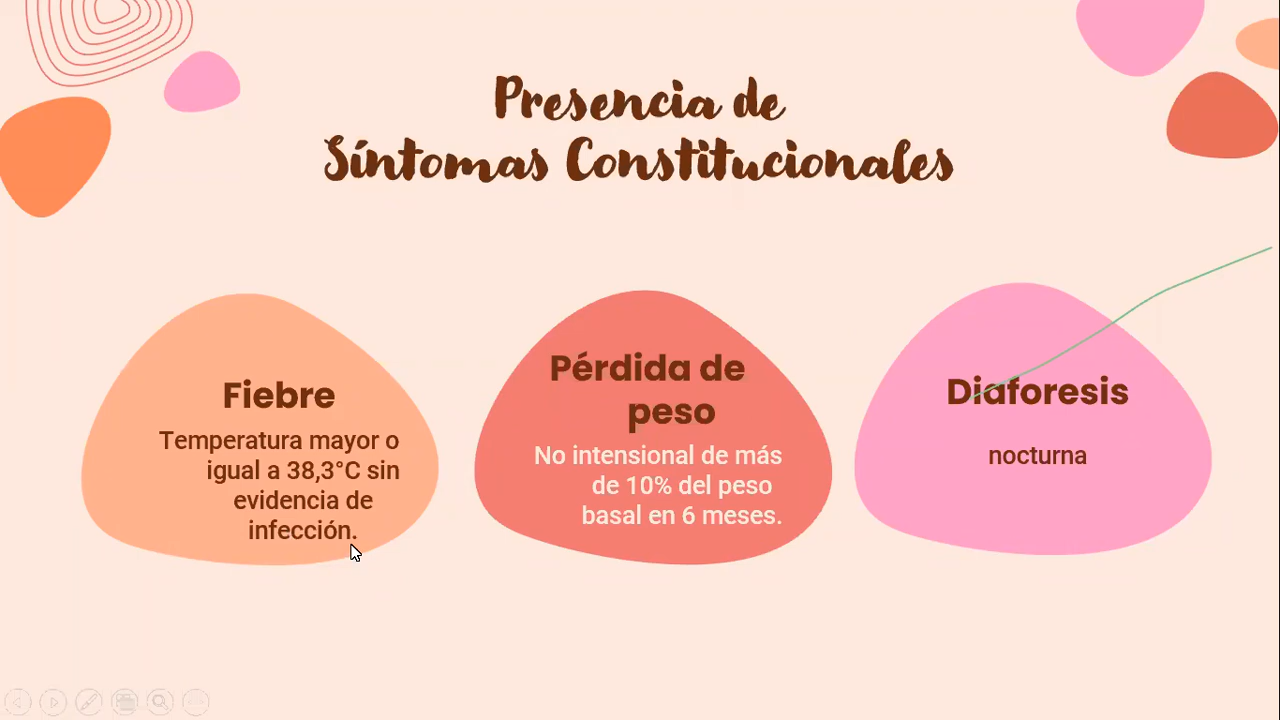 Presencia de
Síntomas Constitucionales
Fiebre
Temperatura mayor o
igual a 38,3°C sin
evidencia de
infección.
Pérdida de
peso
No intensional de más
de 10% del peso
basal en 6 meses.
Diaforesis
nocturna